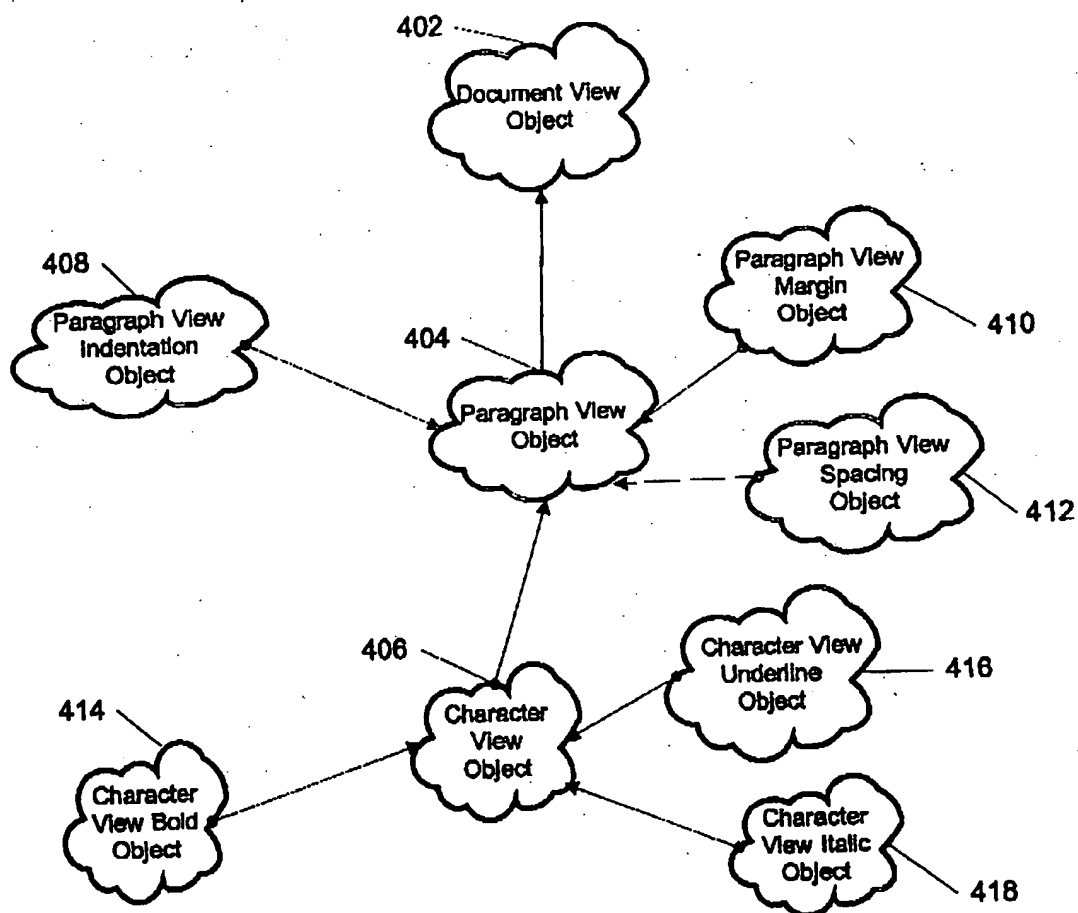 402
Document View
Object
408
Paragraph View
Indentation
Object
404
Paragraph View
Object
Paragraph View
Margin
Object
410
Paragraph View
Spacing
Object
412
406
Character
View
Object
Character View
Underline
Object
416
414
Character
View Bold
Object
Character
View Italic
Object
418